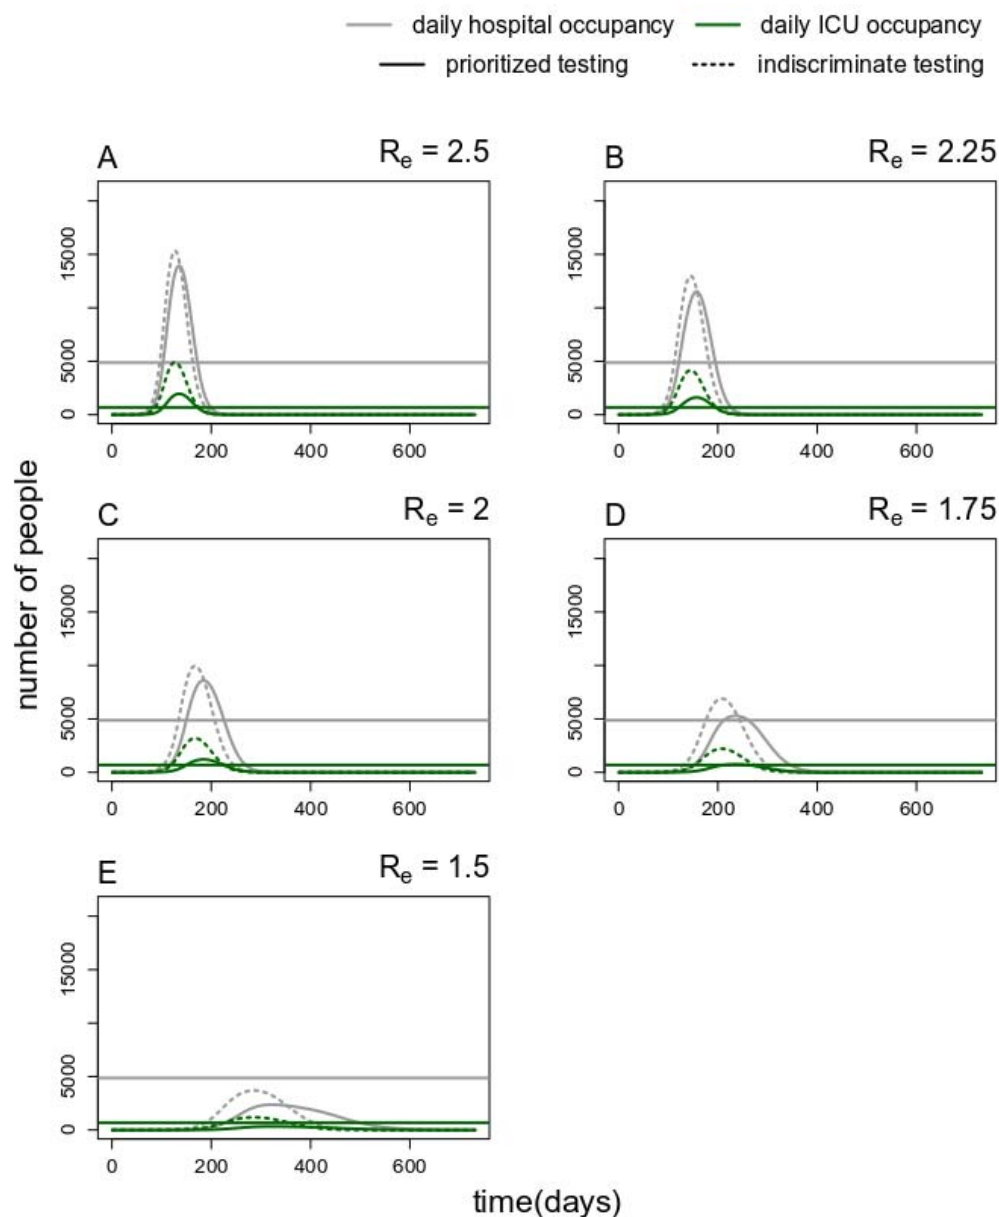 daily hospital occupancy daily ICU occupancy
prioritized testing indiscriminate testing
A Re = 2.5
15000
5000
0
0 200 400 600
B Re = 2.25
15000
5000
0
0 200 400 600
number of people
C Re = 2
15000
5000
0
0 200 400 600
D Re = 1.75
15000
5000
0
0 200 400 600
E Re = 1.5
15000
5000
0
0 200 400 600
time(days)